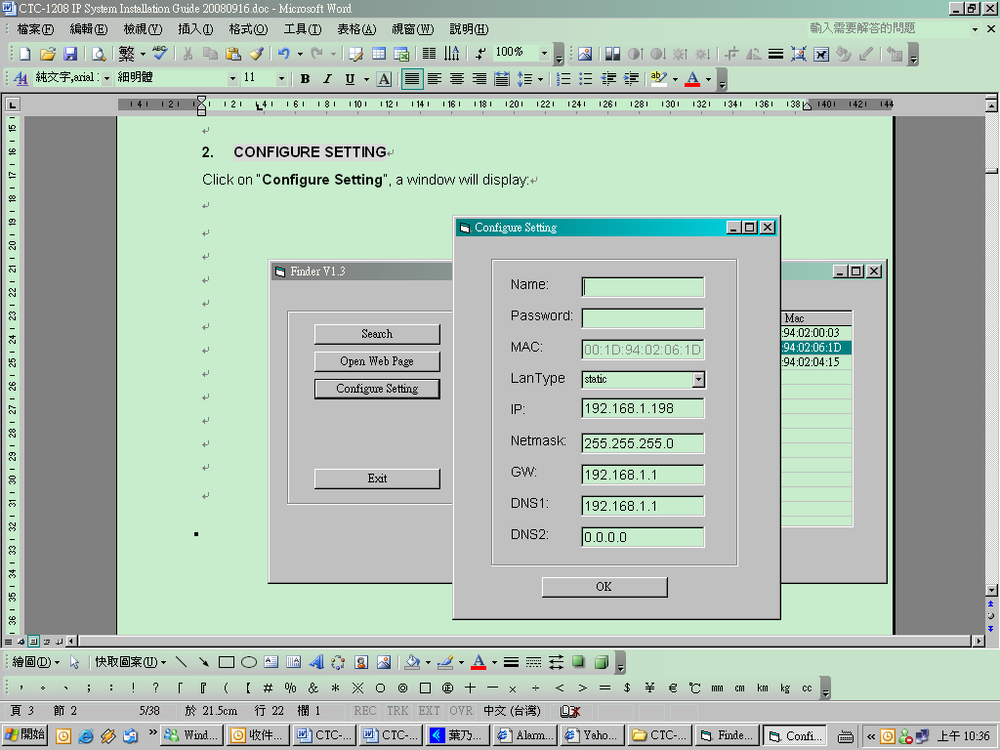 CTC-1208 IP System Installation Guide 20080916.doc - Microsoft Word
檔案(F) 編輯(E) 檢視(V) 插入(I) 格式(O) 工具(T) 表格(A) 視窗(W) 說明(H) 輸入需要解答的問題
繁 ABC 100%
純文字,arial 細明體 11 B I U A
2. CONFIGURE SETTING
Click on "Configure Setting", a window will display:
Finder V1.3
Search
Open Web Page
Configure Setting
Exit
Mac
:94:02:00:03
:94:02:06:1D
:94:02:04:15
Configure Setting
Name:
Password:
MAC: 00:1D:94:02:06:1D
LanType static
IP: 192.168.1.198
Netmask: 255.255.255.0
GW: 192.168.1.1
DNS1: 192.168.1.1
DNS2: 0.0.0.0
OK
繪圖(D) 快取圖案(U)
, 。 、 ; : ! ? 『 『 ( 【 # % & * ※ ○ ◎ □ + − × ÷ < > = $ ¥ € ℃ mm cm km kg cc
頁 3 節 2 5/38 於 21.5cm 行 22 欄 1 REC TRK EXT OVR 中文 (台灣)
開始 Wind... 收件... CTC-... CTC-... 葉乃... Alarm... Yaho... CTC-... Finde... Confi... 上午 10:36